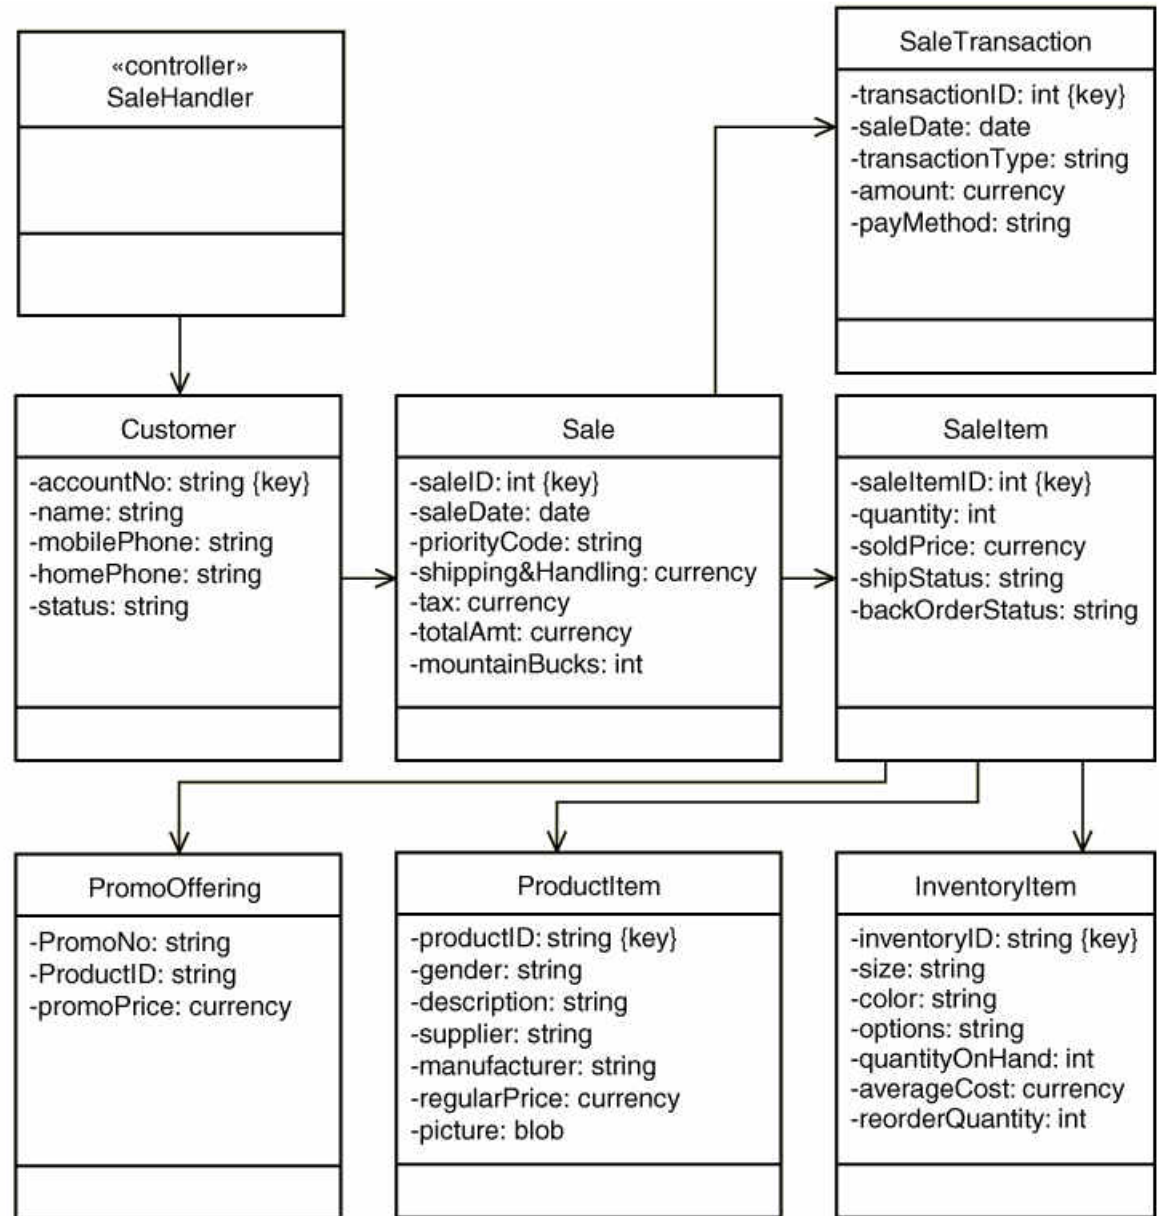 «controller»
SaleHandler
SaleTransaction
-transactionID: int {key}
-saleDate: date
-transactionType: string
-amount: currency
-payMethod: string
Customer
-accountNo: string {key}
-name: string
-mobilePhone: string
-homePhone: string
-status: string
Sale
-saleID: int {key}
-saleDate: date
-priorityCode: string
-shipping&Handling: currency
-tax: currency
-totalAmt: currency
-mountainBucks: int
SaleItem
-saleItemID: int {key}
-quantity: int
-soldPrice: currency
-shipStatus: string
-backOrderStatus: string
PromoOffering
-PromoNo: string
-ProductID: string
-promoPrice: currency
ProductItem
-productID: string {key}
-gender: string
-description: string
-supplier: string
-manufacturer: string
-regularPrice: currency
-picture: blob
InventoryItem
-inventoryID: string {key}
-size: string
-color: string
-options: string
-quantityOnHand: int
-averageCost: currency
-reorderQuantity: int